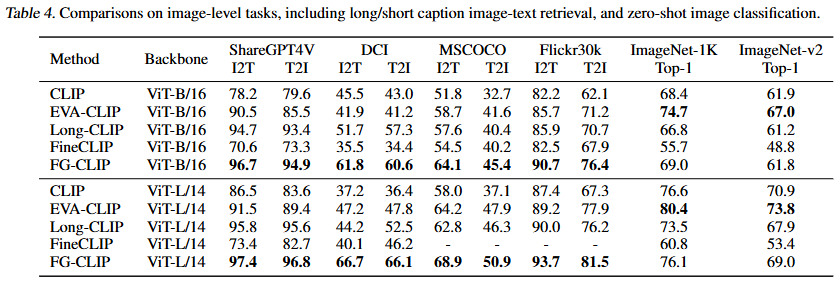 Table 4. Comparisons on image-level tasks, including long/short caption image-text retrieval, and zero-shot image classification.
Method Backbone ShareGPT4V DCI MSCOCO Flickr30k ImageNet-1K ImageNet-v2
I2T T2I I2T T2I I2T T2I I2T T2I Top-1 Top-1
CLIP ViT-B/16 78.2 79.6 45.5 43.0 51.8 32.7 82.2 62.1 68.4 61.9
EVA-CLIP ViT-B/16 90.5 85.5 41.9 41.2 58.7 41.6 85.7 71.2 74.7 67.0
Long-CLIP ViT-B/16 94.7 93.4 51.7 57.3 57.6 40.4 85.9 70.7 66.8 61.2
FineCLIP ViT-B/16 70.6 73.3 35.5 34.4 54.5 40.2 82.5 67.9 55.7 48.8
FG-CLIP ViT-B/16 96.7 94.9 61.8 60.6 64.1 45.4 90.7 76.4 69.0 61.8
CLIP ViT-L/14 86.5 83.6 37.2 36.4 58.0 37.1 87.4 67.3 76.6 70.9
EVA-CLIP ViT-L/14 91.5 89.4 47.2 47.8 64.2 47.9 89.2 77.9 80.4 73.8
Long-CLIP ViT-L/14 95.8 95.6 44.2 52.5 62.8 46.3 90.0 76.2 73.5 67.9
FineCLIP ViT-L/14 73.4 82.7 40.1 46.2 - - - - 60.8 53.4
FG-CLIP ViT-L/14 97.4 96.8 66.7 66.1 68.9 50.9 93.7 81.5 76.1 69.0